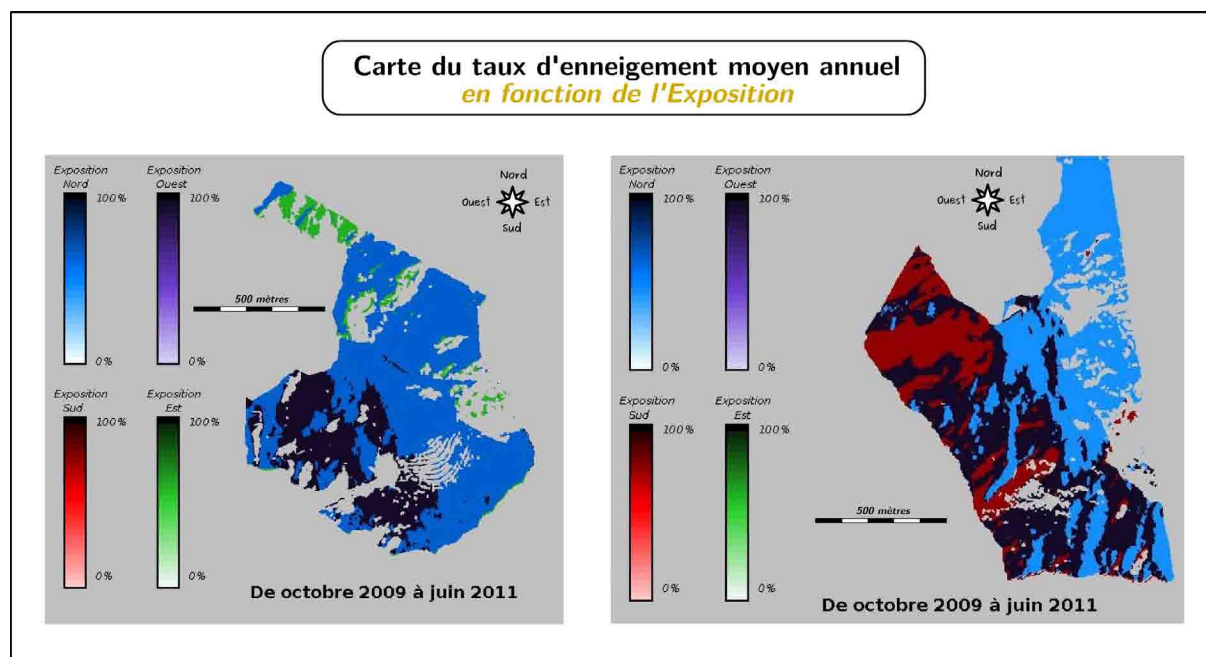 Carte du taux d'enneigement moyen annuel
en fonction de l'Exposition
Exposition
Nord
100 %
0 %
Exposition
Ouest
100 %
0 %
Nord
Ouest
Est
Sud
500 mètres
Exposition
Sud
100 %
0 %
Exposition
Est
100 %
0 %
De octobre 2009 à juin 2011
Exposition
Nord
100 %
0 %
Exposition
Ouest
100 %
0 %
Nord
Ouest
Est
Sud
Exposition
Sud
100 %
0 %
Exposition
Est
100 %
0 %
500 mètres
De octobre 2009 à juin 2011